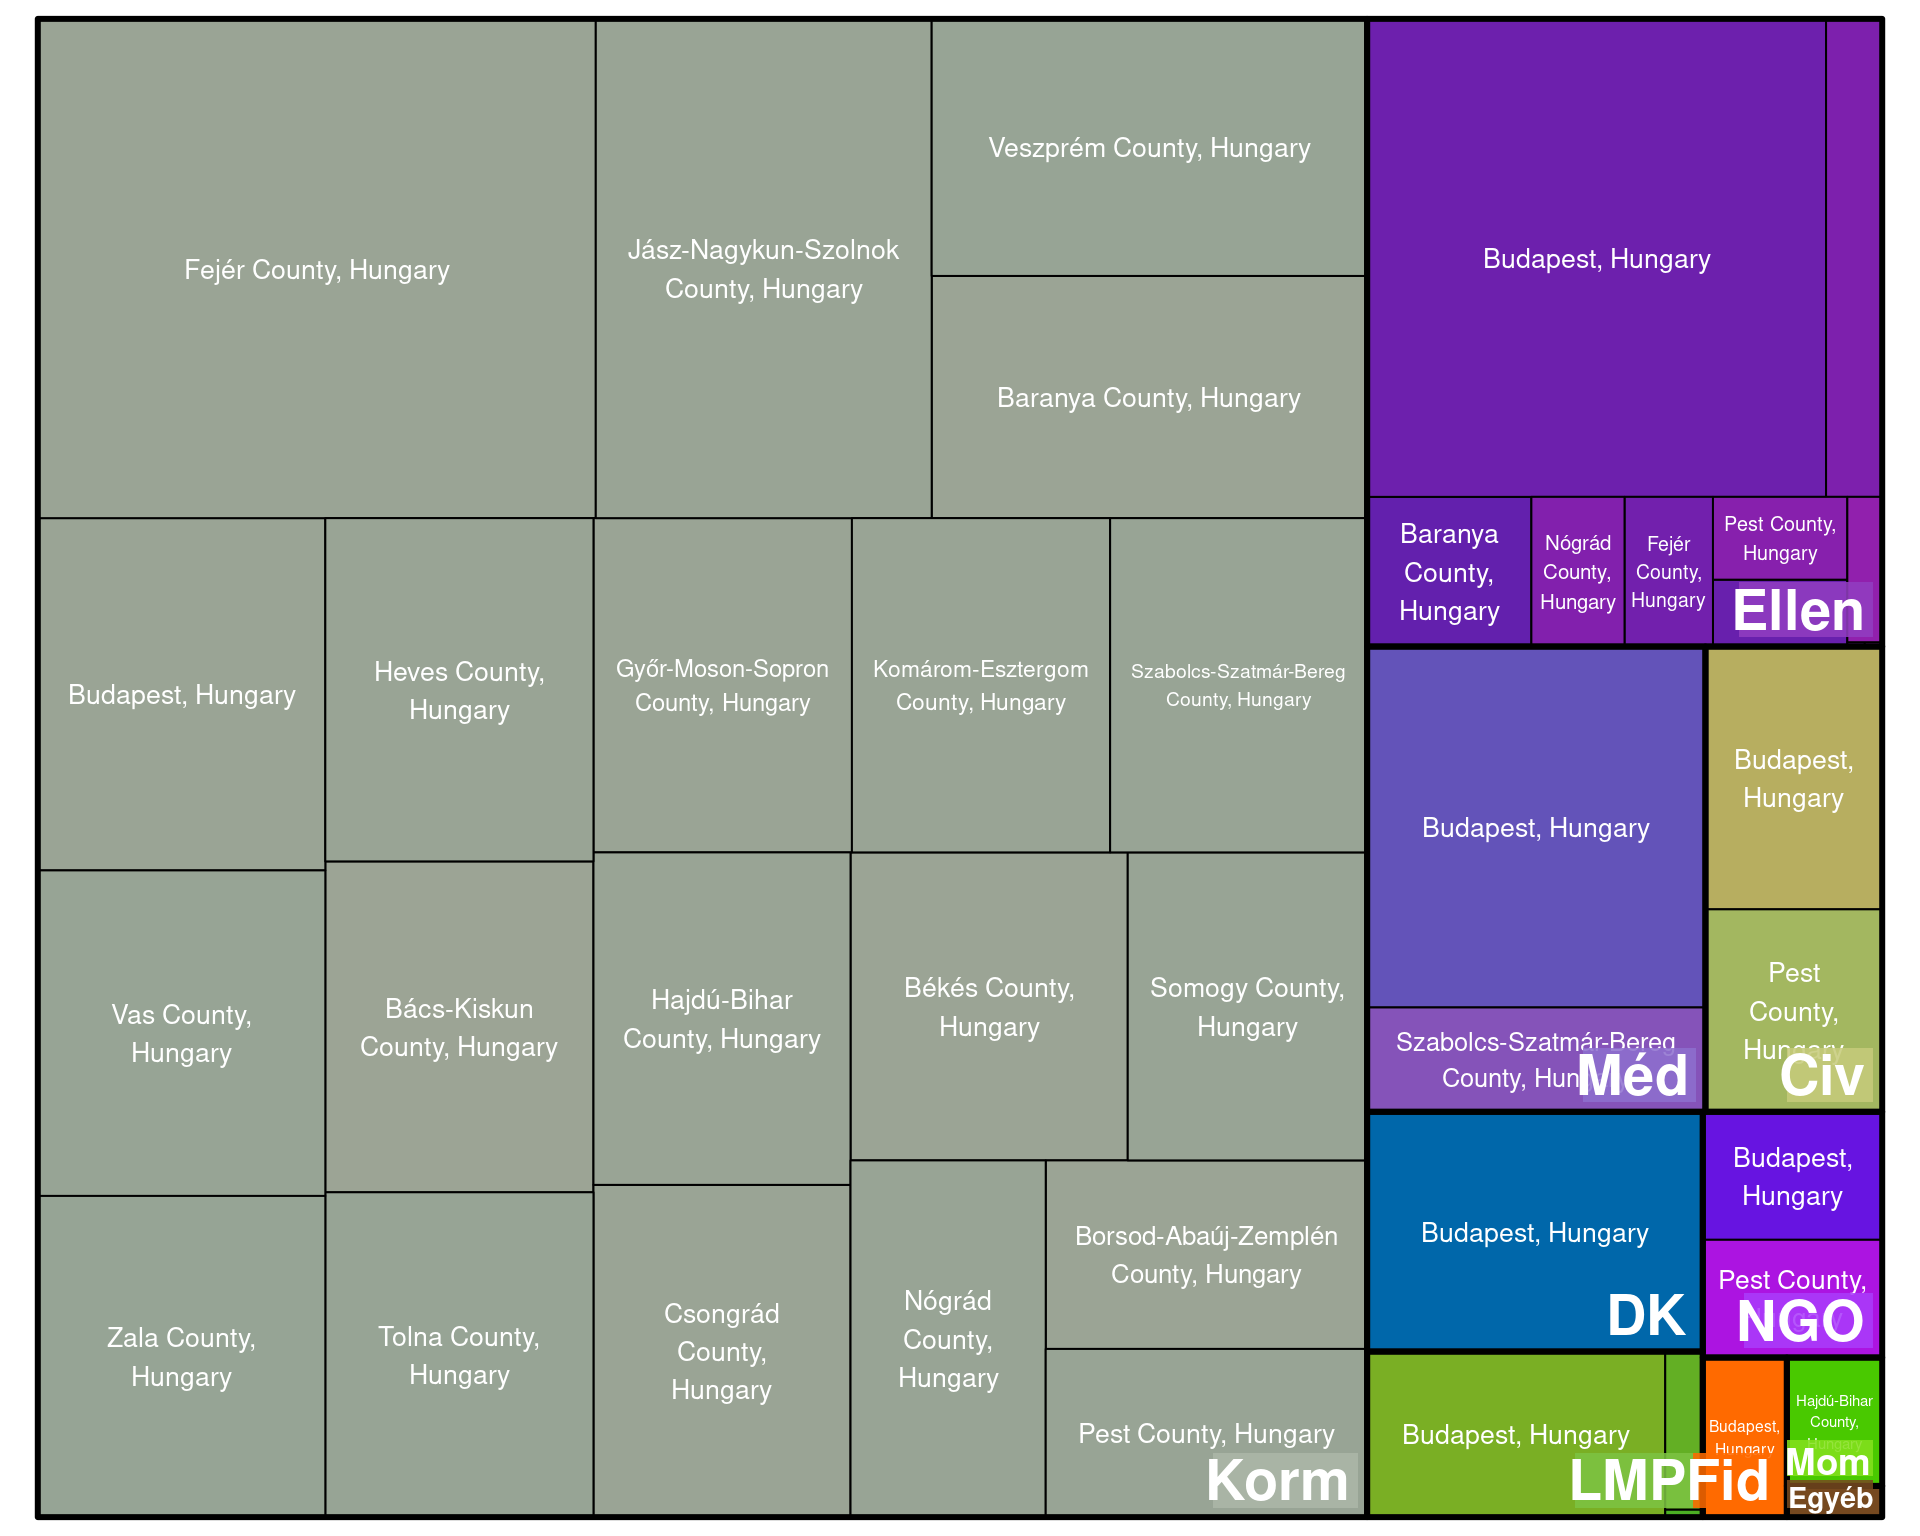 Fejér County, Hungary
Jász-Nagykun-Szolnok
County, Hungary
Veszprém County, Hungary
Baranya County, Hungary
Budapest, Hungary
Heves County,
Hungary
Győr-Moson-Sopron
County, Hungary
Komárom-Esztergom
County, Hungary
Szabolcs-Szatmár-Bereg
County, Hungary
Vas County,
Hungary
Bács-Kiskun
County, Hungary
Hajdú-Bihar
County, Hungary
Békés County,
Hungary
Somogy County,
Hungary
Zala County,
Hungary
Tolna County,
Hungary
Csongrád
County,
Hungary
Nógrád
County,
Hungary
Borsod-Abaúj-Zemplén
County, Hungary
Pest County, Hungary
Korm
Budapest, Hungary
Baranya
County,
Hungary
Nógrád
County,
Hungary
Fejér
County,
Hungary
Pest County,
Hungary
Ellen
Budapest, Hungary
Szabolcs-Szatmár-Bereg
County, Hun
Méd
Budapest,
Hungary
Pest
County,
Hungary
Civ
Budapest, Hungary
DK
Budapest,
Hungary
Pest County,
NGO
Budapest, Hungary
LMP
Budapest,
Hungary
Fid
Hajdú-Bihar
County,
Hungary
Mom
Egyéb